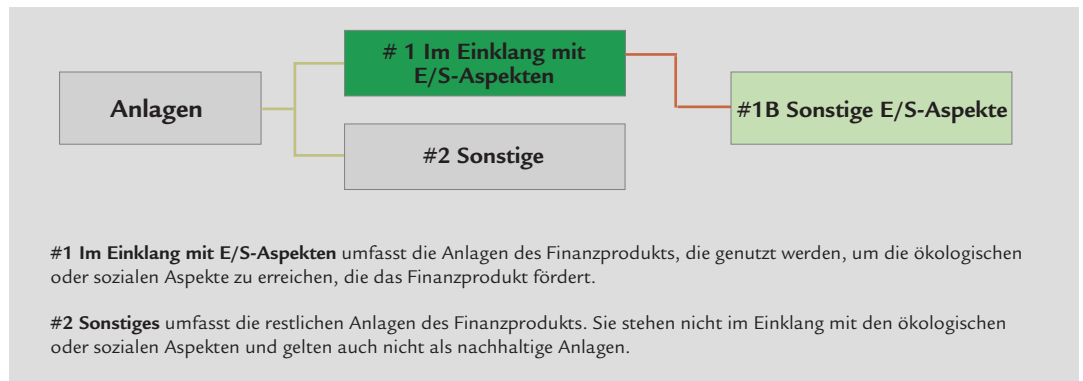 # 1 Im Einklang mit
E/S-Aspekten
Anlagen
#1B Sonstige E/S-Aspekte
#2 Sonstige
#1 Im Einklang mit E/S-Aspekten umfasst die Anlagen des Finanzprodukts, die genutzt werden, um die ökologischen
oder sozialen Aspekte zu erreichen, die das Finanzprodukt fördert.
#2 Sonstiges umfasst die restlichen Anlagen des Finanzprodukts. Sie stehen nicht im Einklang mit den ökologischen
oder sozialen Aspekten und gelten auch nicht als nachhaltige Anlagen.